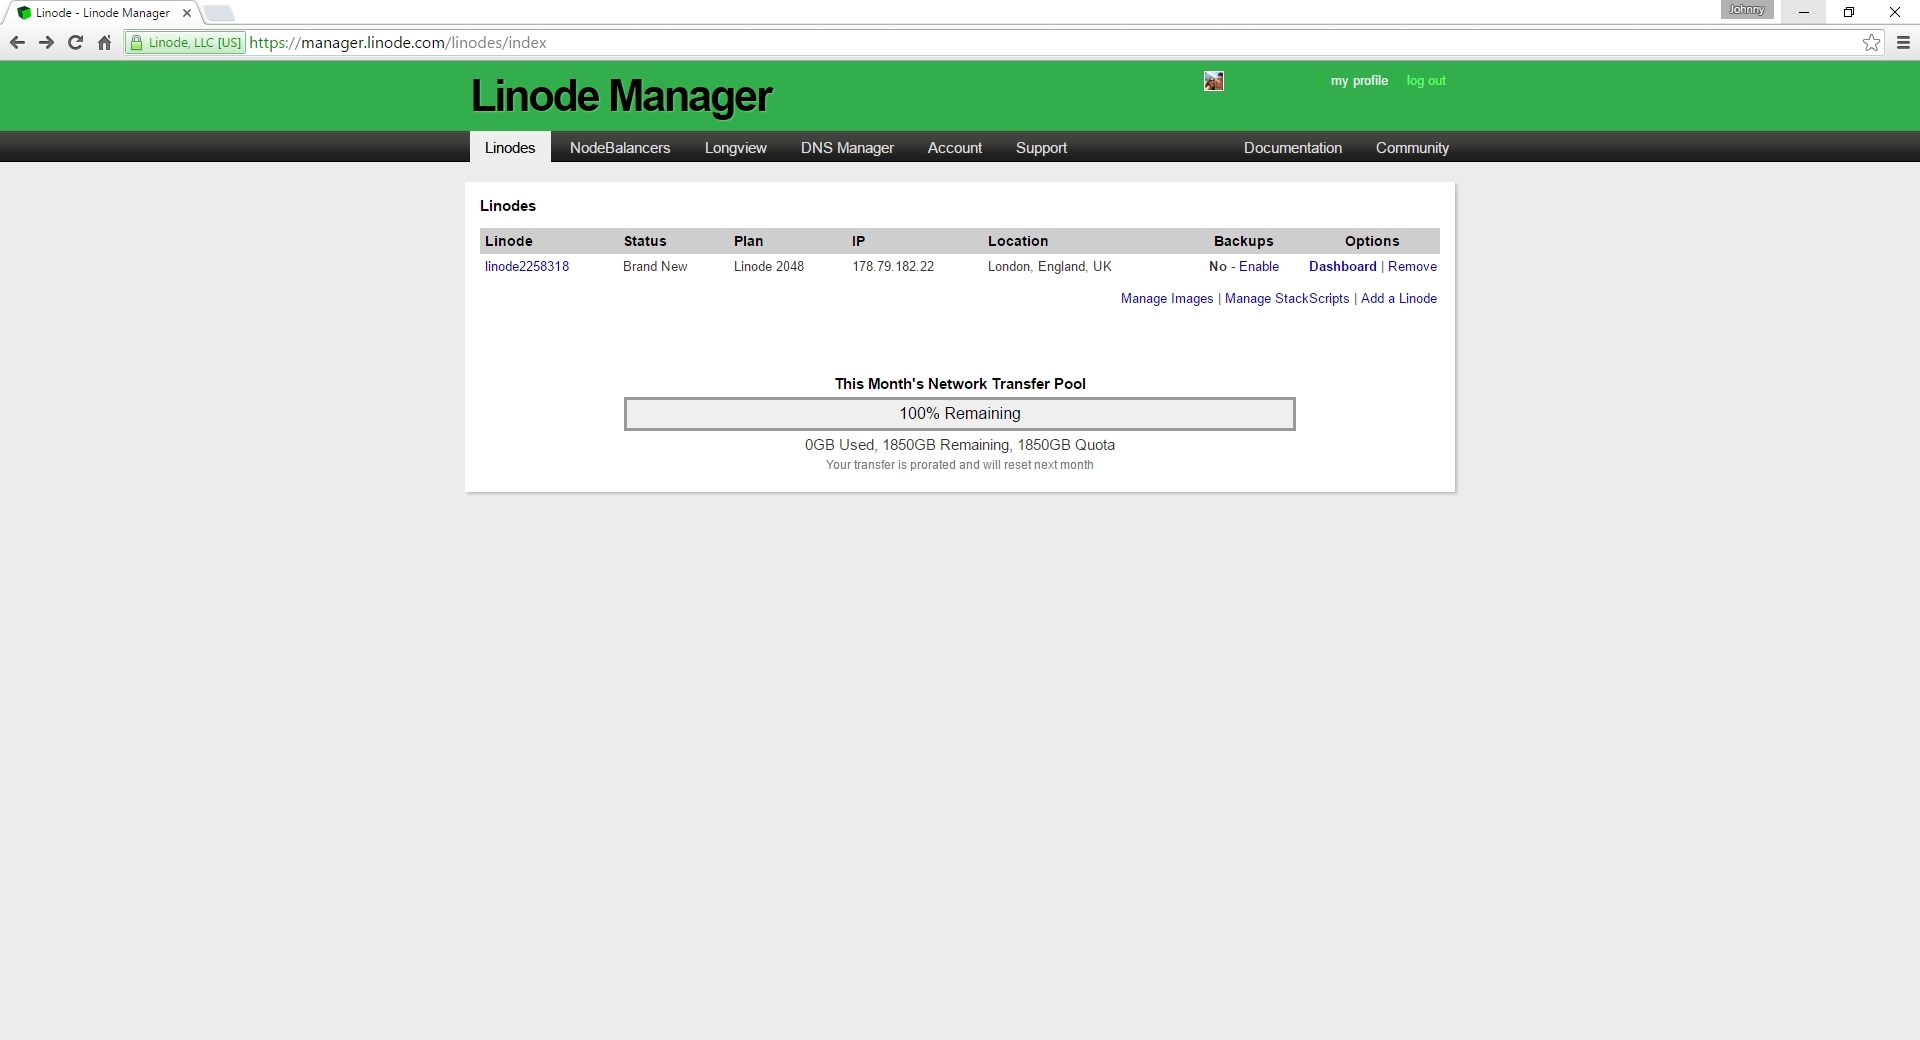 Linode - Linode Manager
Johnny
Linode, LLC [US] https://manager.linode.com/linodes/index
Linode Manager
my profile log out
Linodes NodeBalancers Longview DNS Manager Account Support Documentation Community
Linodes
Linode Status Plan IP Location Backups Options
linode2258318 Brand New Linode 2048 178.79.182.22 London, England, UK No - Enable Dashboard | Remove
Manage Images | Manage StackScripts | Add a Linode
This Month's Network Transfer Pool
100% Remaining
0GB Used, 1850GB Remaining, 1850GB Quota
Your transfer is prorated and will reset next month